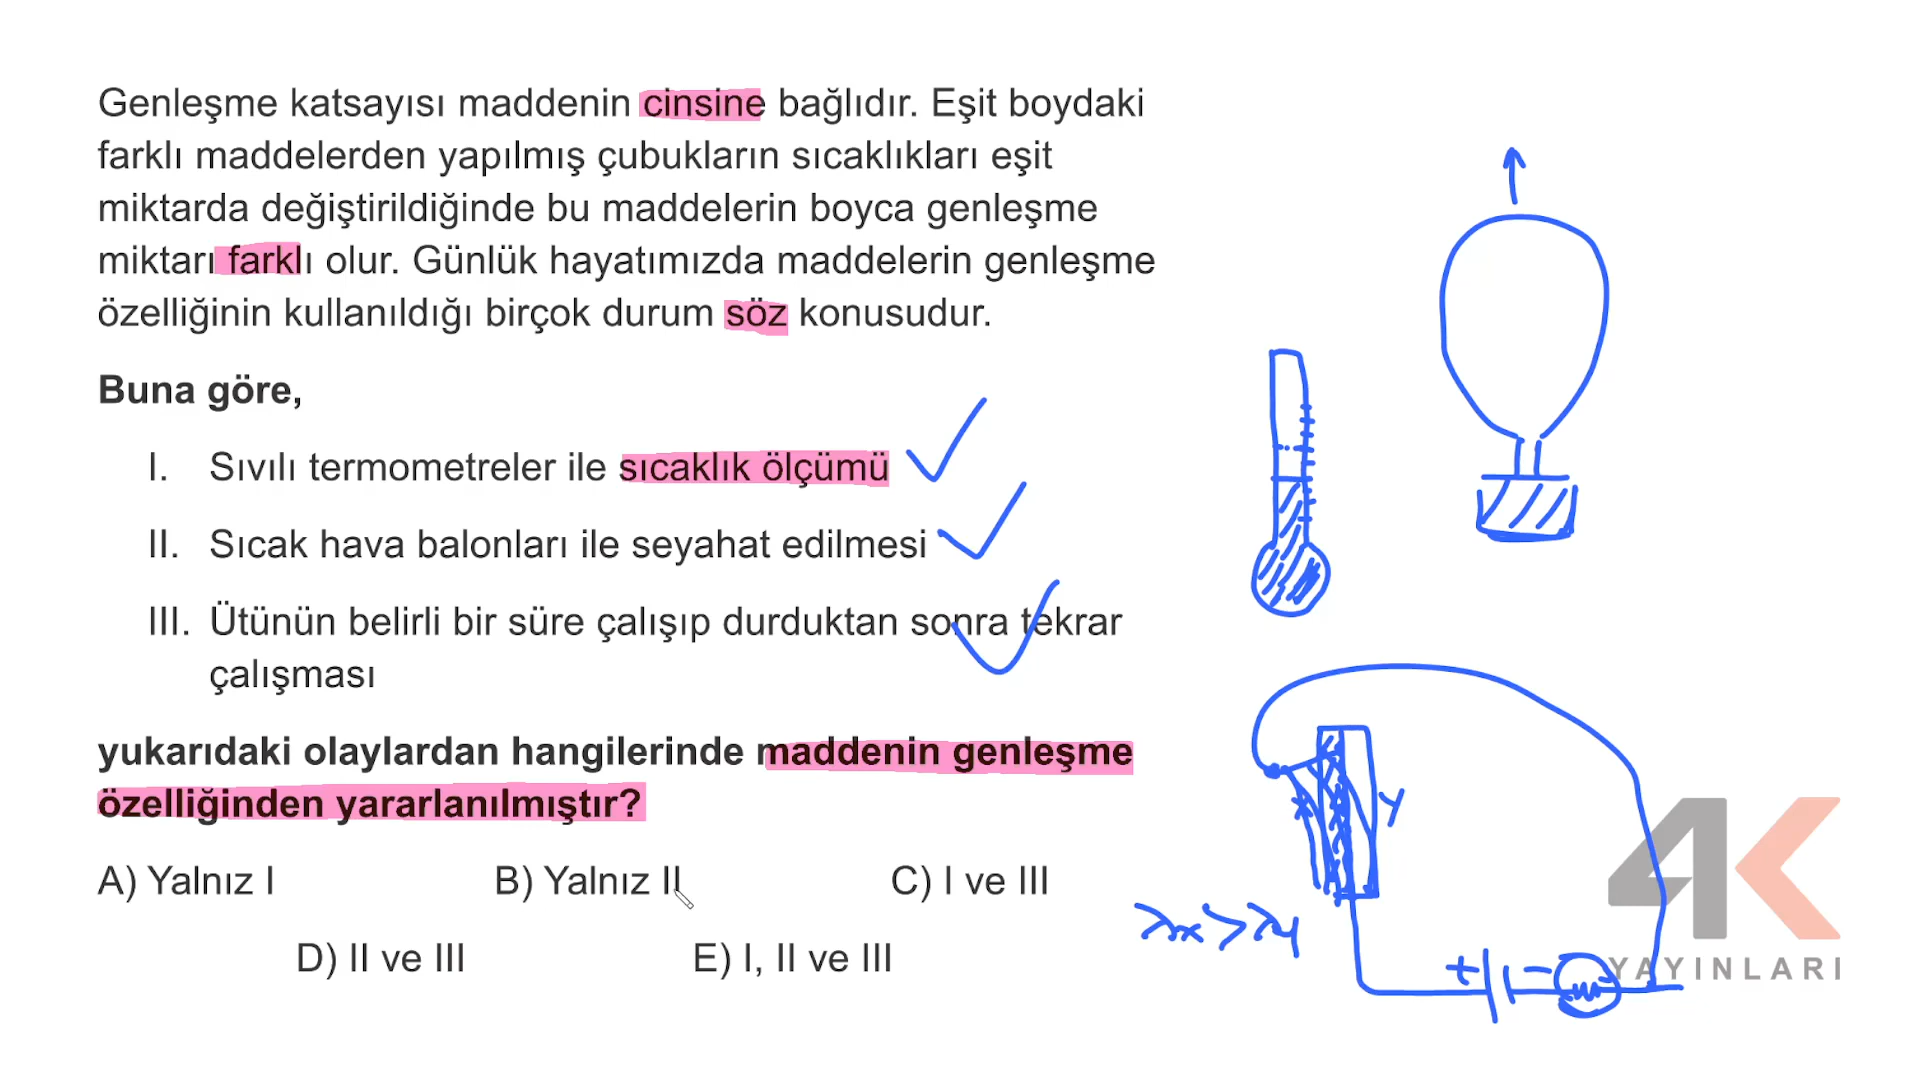 Genleşme katsayısı maddenin cinsine bağlıdır. Eşit boydaki
farklı maddelerden yapılmış çubukların sıcaklıkları eşit
miktarda değiştirildiğinde bu maddelerin boyca genleşme
miktarı farklı olur. Günlük hayatımızda maddelerin genleşme
özelliğinin kullanıldığı birçok durum söz konusudur.
Buna göre,
I. Sıvılı termometreler ile sıcaklık ölçümü
II. Sıcak hava balonları ile seyahat edilmesi
III. Ütünün belirli bir süre çalışıp durduktan sonra tekrar
çalışması
yukarıdaki olaylardan hangilerinde maddenin genleşme
özelliğinden yararlanılmıştır?
A) Yalnız I B) Yalnız II C) I ve III
D) II ve III E) I, II ve III
X Y
λx > λy
+ -
4K
YAYINLARI